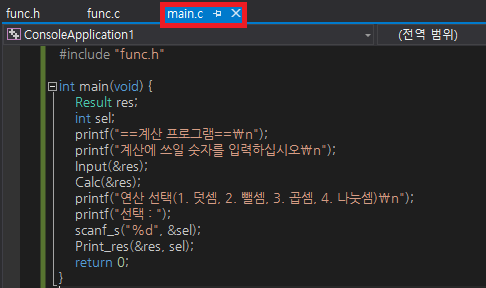 func.h func.c main.c
ConsoleApplication1 (전역 범위)
#include "func.h"
int main(void) {
Result res;
int sel;
printf("==계산 프로그램==₩n");
printf("계산에 쓰일 숫자를 입력하십시오₩n");
Input(&res);
Calc(&res);
printf("연산 선택(1. 덧셈, 2. 뺄셈, 3. 곱셈, 4. 나눗셈)₩n");
printf("선택 : ");
scanf_s("%d", &sel);
Print_res(&res, sel);
return 0;
}